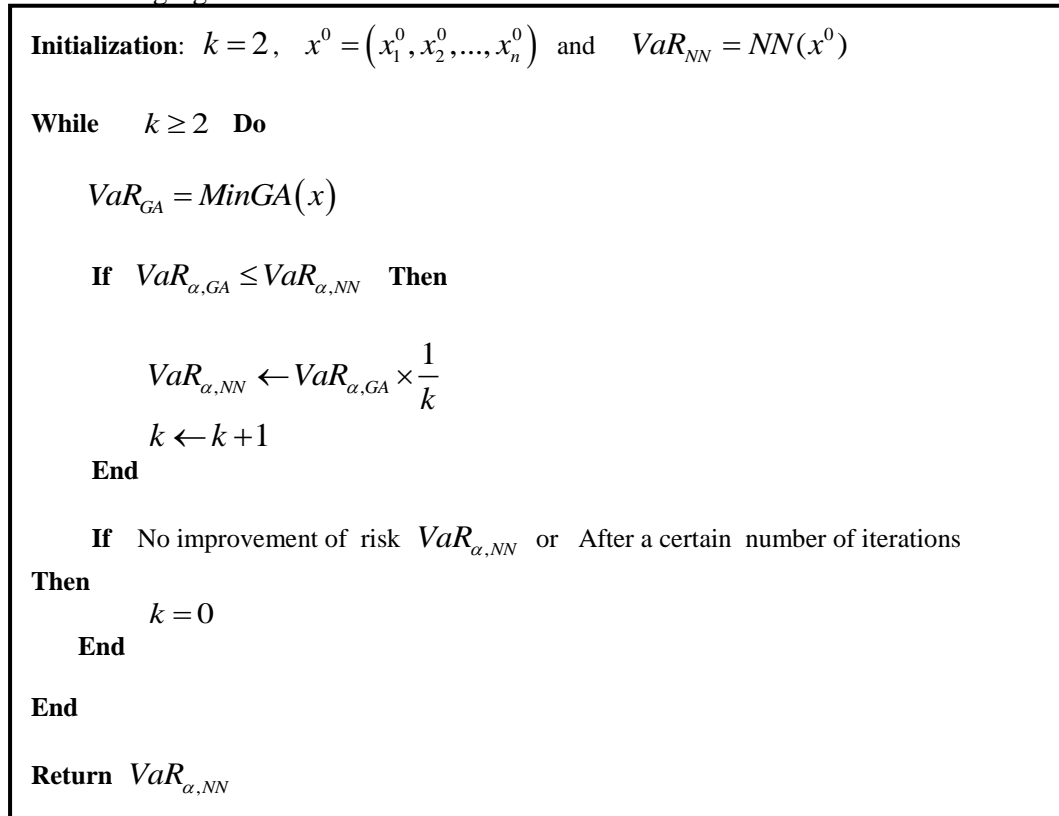 Initialization: k = 2, x^0 = (x_1^0, x_2^0, ..., x_n^0) and VaR_NN = NN(x^0)
While k ≥ 2 Do
VaR_GA = MinGA(x)
If VaR_α,GA ≤ VaR_α,NN Then
VaR_α,NN ← VaR_α,GA × 1/k
k ← k + 1
End
If No improvement of risk VaR_α,NN or After a certain number of iterations
Then
k = 0
End
End
Return VaR_α,NN